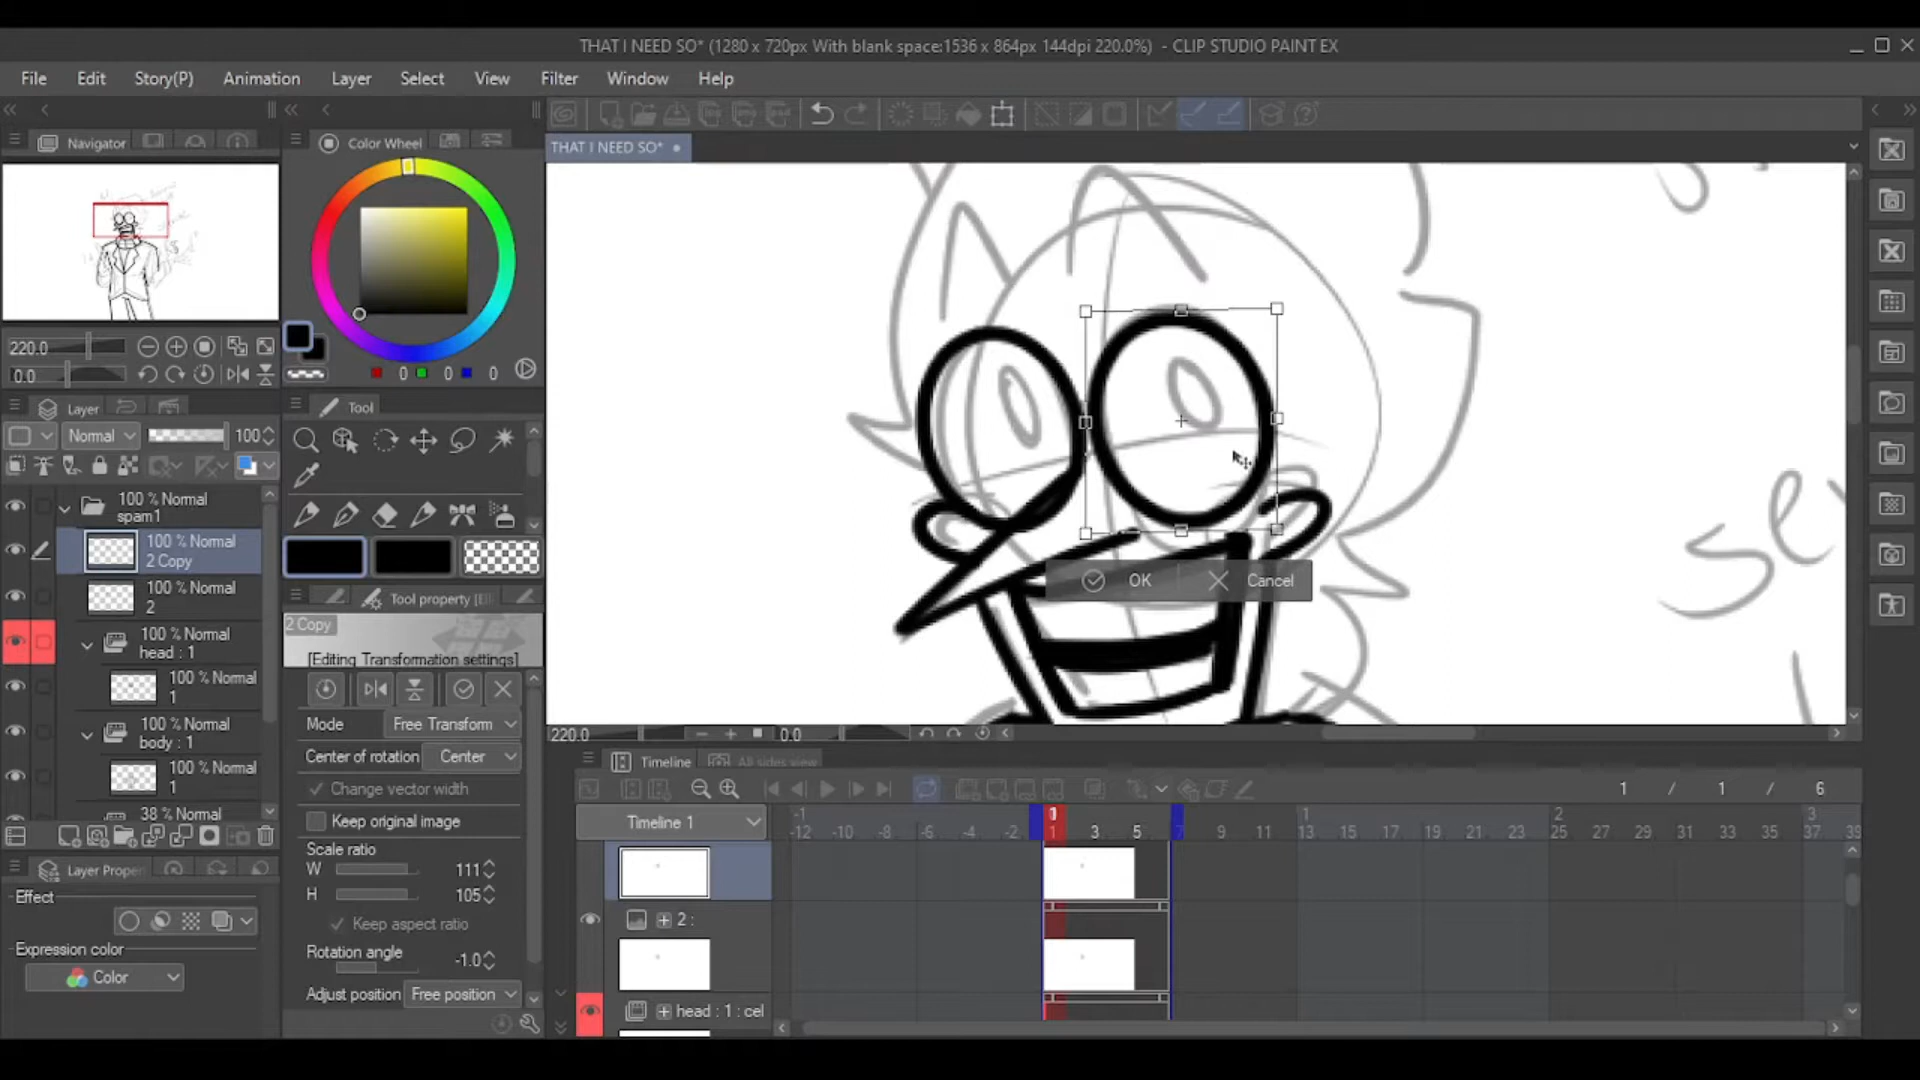 THAT I NEED SO* (1280 x 720px With blank space:1536 x 864px 144dpi 220.0%) - CLIP STUDIO PAINT EX
File Edit Story(P) Animation Layer Select View Filter Window Help
Navigator
Color Wheel
THAT I NEED SO*
220.0
0.0
0 0 0
Layer
Tool
Normal 100
100 % Normal
spam1
100 % Normal
2 Copy
100 % Normal
2
100 % Normal
head : 1
100 % Normal
1
100 % Normal
body : 1
100 % Normal
1
38 % Normal
Layer Proper
Effect
Expression color
Color
Tool property
2 Copy
[Editing Transformation settings]
Mode Free Transform
Center of rotation Center
Change vector width
Keep original image
Scale ratio
W 111
H 105
Keep aspect ratio
Rotation angle -1.0
Adjust position Free position
OK Cancel
se
220.0 0.0
Timeline All sides view
1 / 1 / 6
Timeline 1
-1 0 1 2 3
-12 -10 -8 -6 -4 -2 1 3 5 7 9 11 13 15 17 19 21 23 25 27 29 31 33 35 37 39
2 :
head : 1 : cel